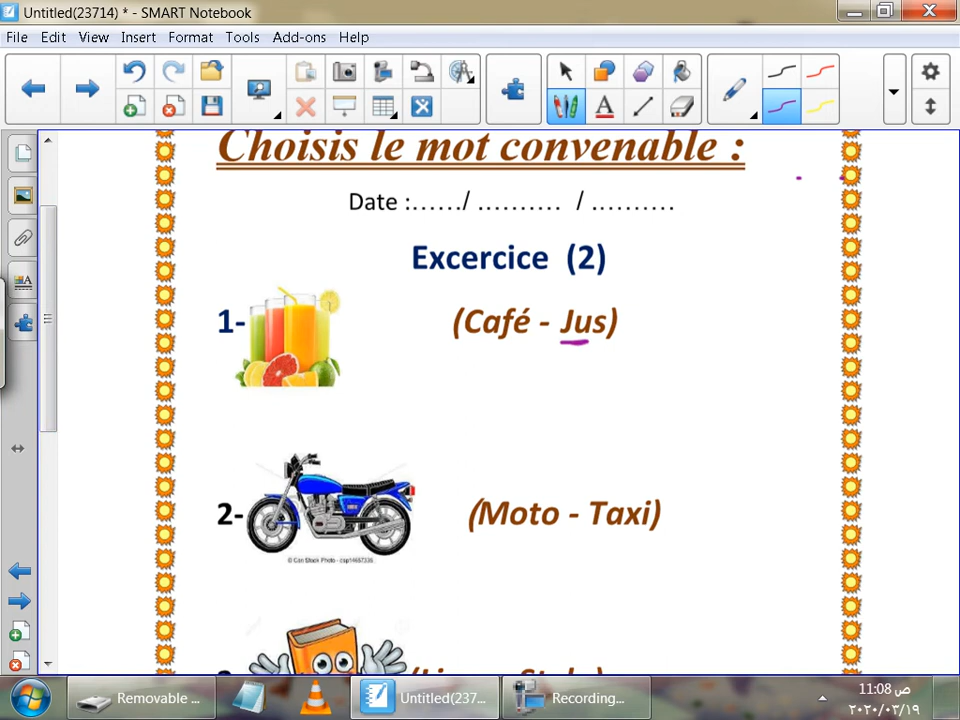 Untitled(23714) * - SMART Notebook
File Edit View Insert Format Tools Add-ons Help
Choisis le mot convenable :
Date :……/ ………. / ……….
Excercice (2)
1- (Café - Jus)
2- (Moto - Taxi)
© Can Stock Photo - csp14657336
Removable ... Untitled(237... Recording... 11:08 ص
٢٠٢٠/٠٣/١٩